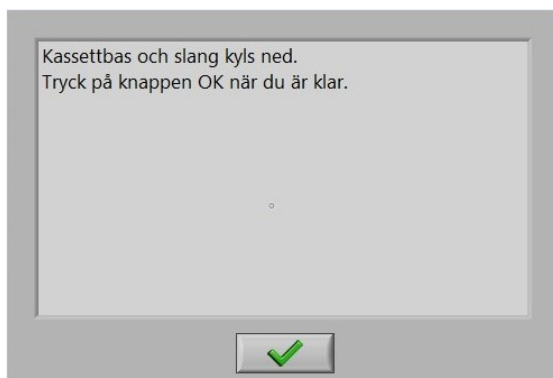 Kassettbas och slang kyls ned.
Tryck på knappen OK när du är klar.